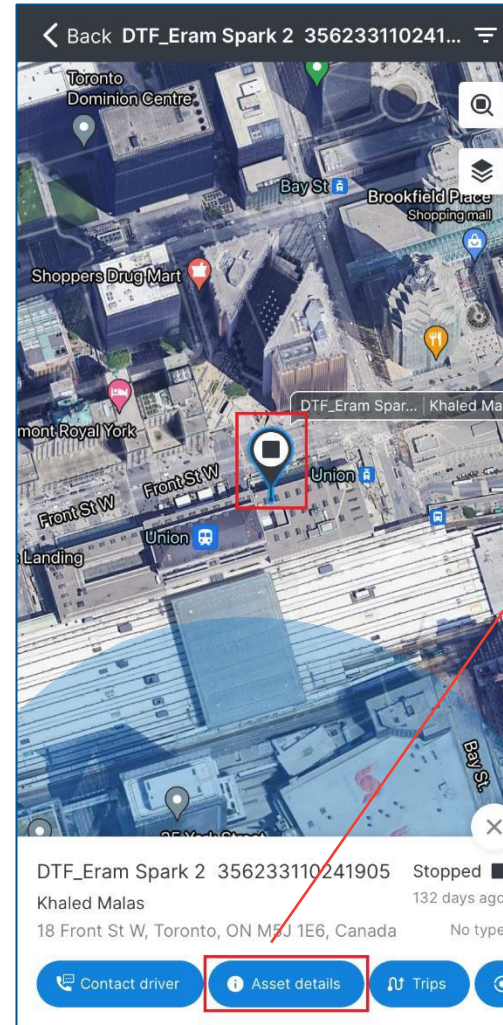 Back DTF_Eram Spark 2 356233110241...
Toronto
Dominion Centre
Bay St
Brookfield Place
Shopping mall
Shoppers Drug Mart
DTF_Eram Spar... | Khaled Ma
mont Royal York
Front St W
Union
Front St W
Union
s Landing
Bay St.
25 York Street
DTF_Eram Spark 2 356233110241905 Stopped
Khaled Malas 132 days ago
18 Front St W, Toronto, ON M5J 1E6, Canada No type
Contact driver Asset details Trips